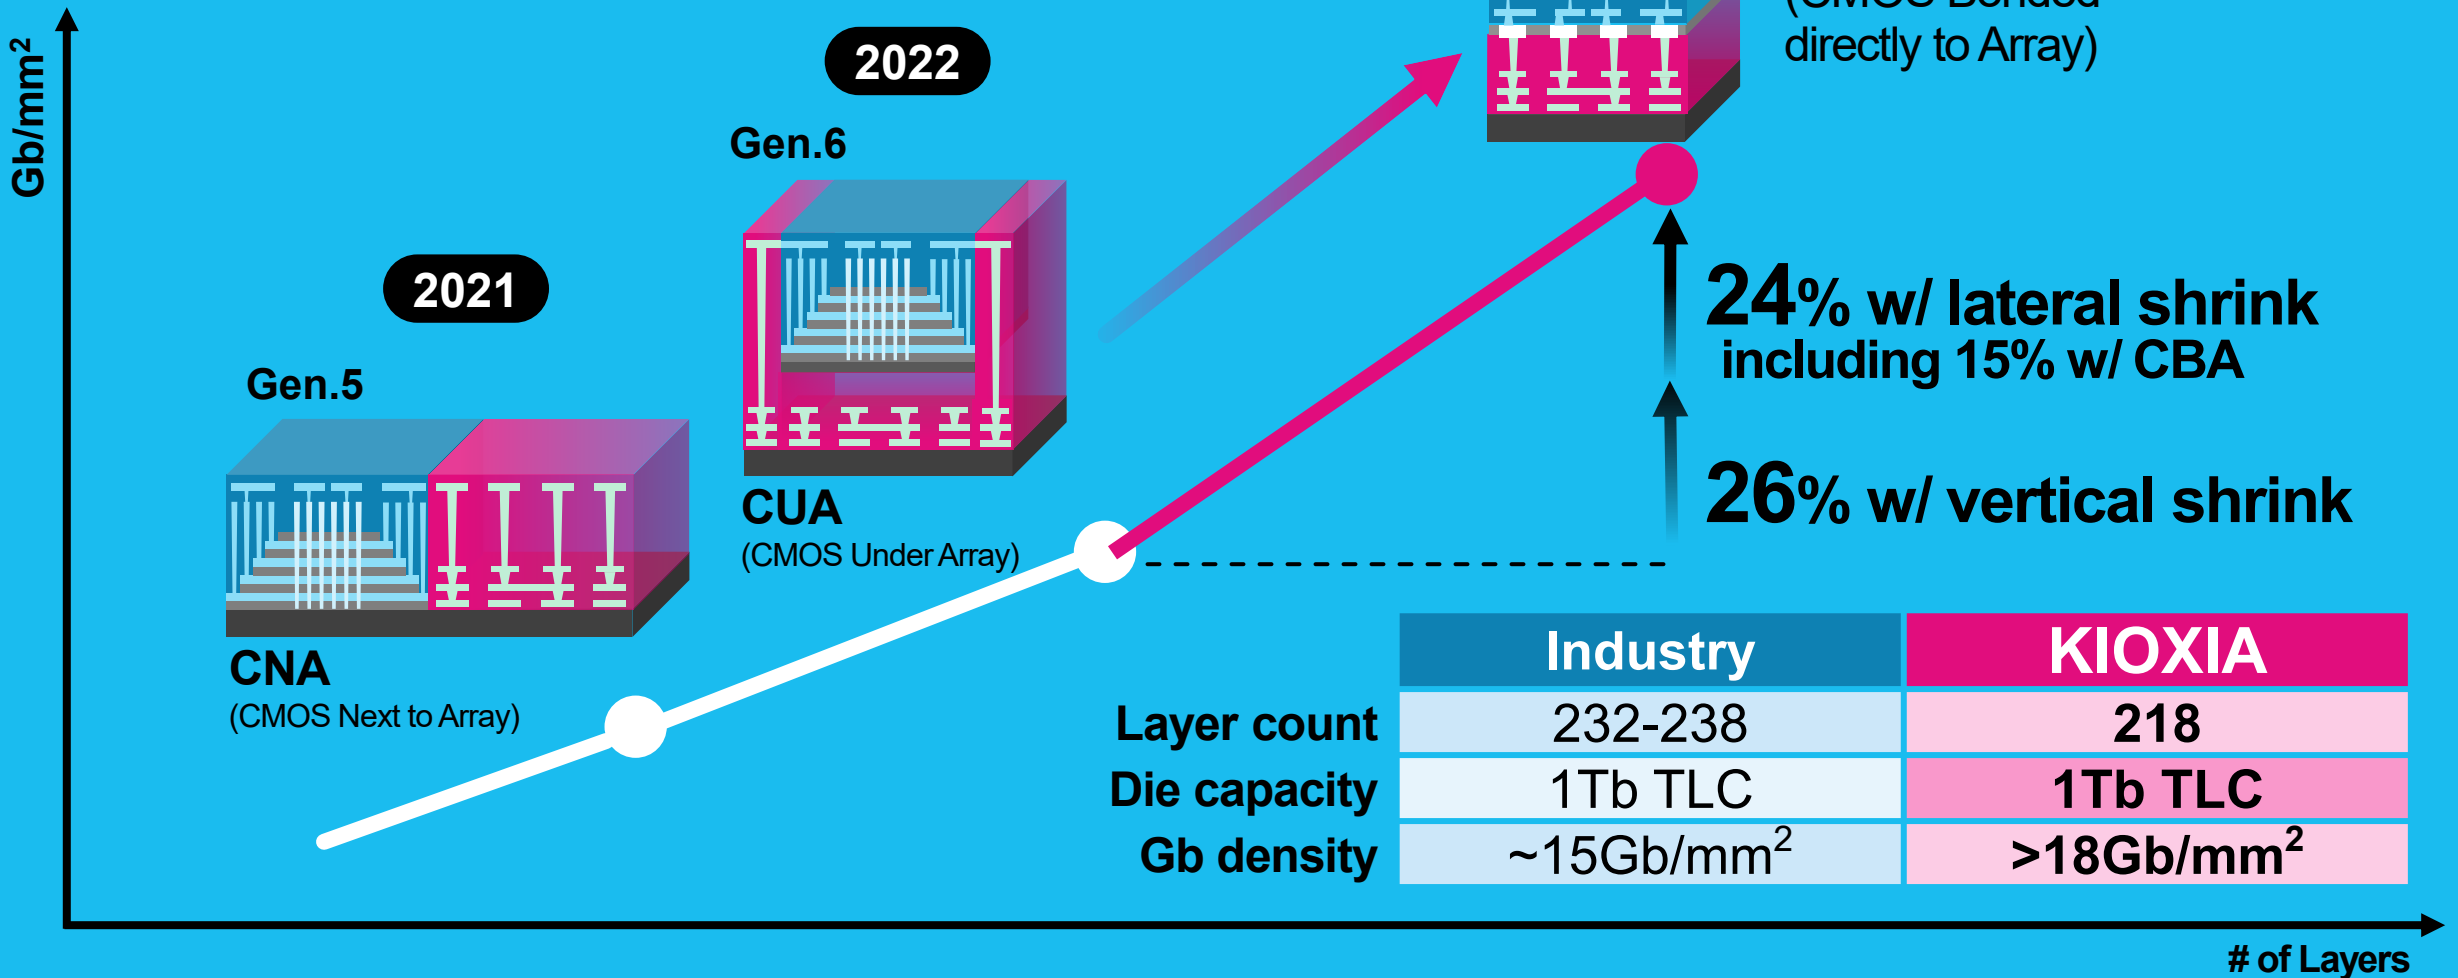 Gb/mm²
2022
Gen.6
directly to Array)
2021
Gen.5
24% w/ lateral shrink
including 15% w/ CBA
26% w/ vertical shrink
CUA
(CMOS Under Array)
CNA
(CMOS Next to Array)
Industry KIOXIA
Layer count 232-238 218
Die capacity 1Tb TLC 1Tb TLC
Gb density ~15Gb/mm² >18Gb/mm²
# of Layers